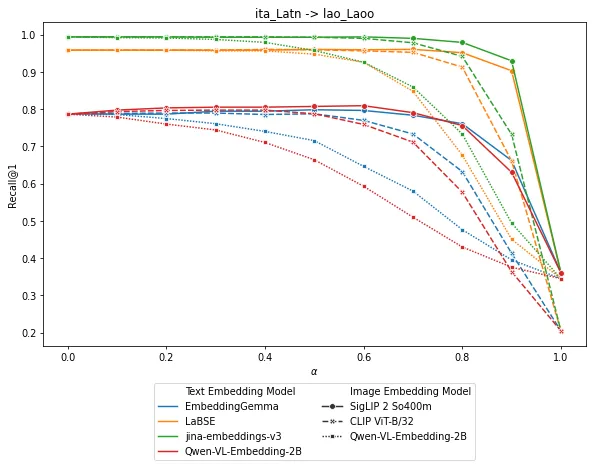 ita_Latn -> lao_Laoo
1.0
0.9
0.8
0.7
0.6
0.5
0.4
0.3
0.2
Recall@1
0.0 0.2 0.4 0.6 0.8 1.0
α
Text Embedding Model Image Embedding Model
EmbeddingGemma SigLIP 2 So400m
LaBSE CLIP ViT-B/32
jina-embeddings-v3 Qwen-VL-Embedding-2B
Qwen-VL-Embedding-2B